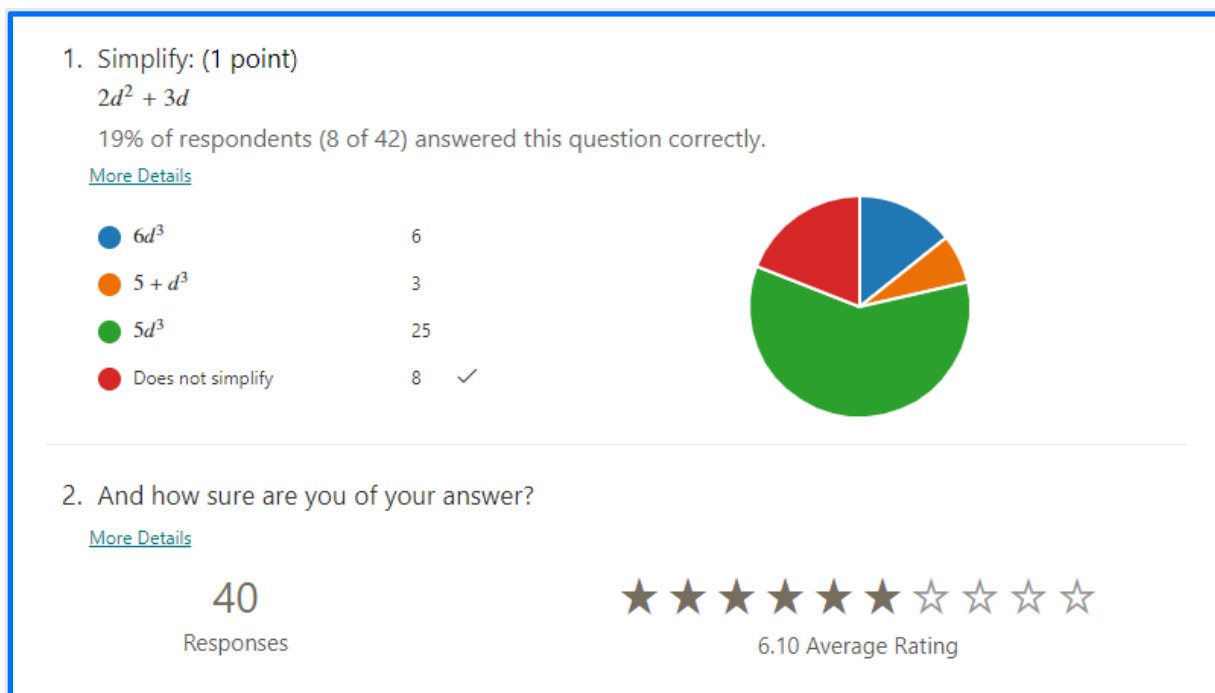 1. Simplify: (1 point)
2d² + 3d
19% of respondents (8 of 42) answered this question correctly.
More Details
6d³ 6
5 + d³ 3
5d³ 25
Does not simplify 8 ✓
2. And how sure are you of your answer?
More Details
40
Responses
6.10 Average Rating